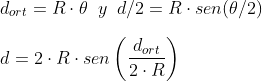 d_{ort} = R · θ y d/2 = R · sen(θ/2)
d = 2 · R · sen(d_{ort}/(2 · R))